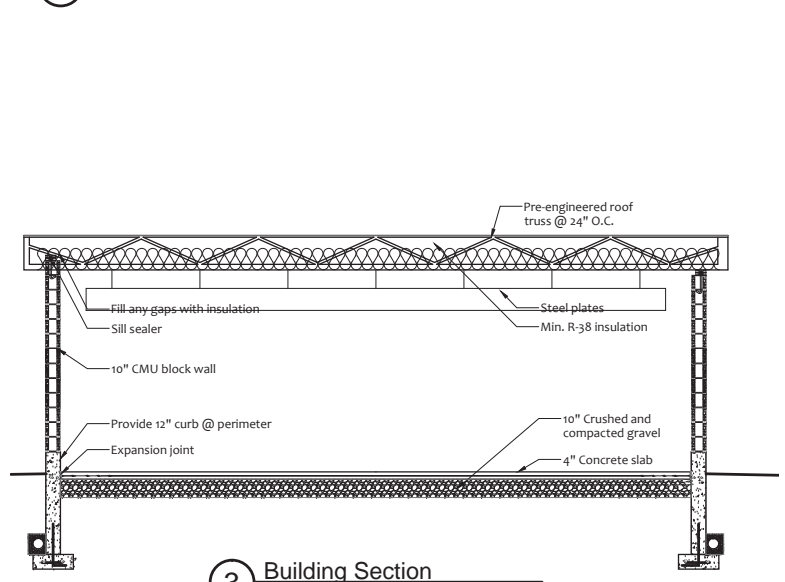 Pre-engineered roof
truss @ 24" O.C.
Fill any gaps with insulation
Steel plates
Sill sealer
Min. R-38 insulation
10" CMU block wall
Provide 12" curb @ perimeter
10" Crushed and
compacted gravel
Expansion joint
4" Concrete slab
Building Section